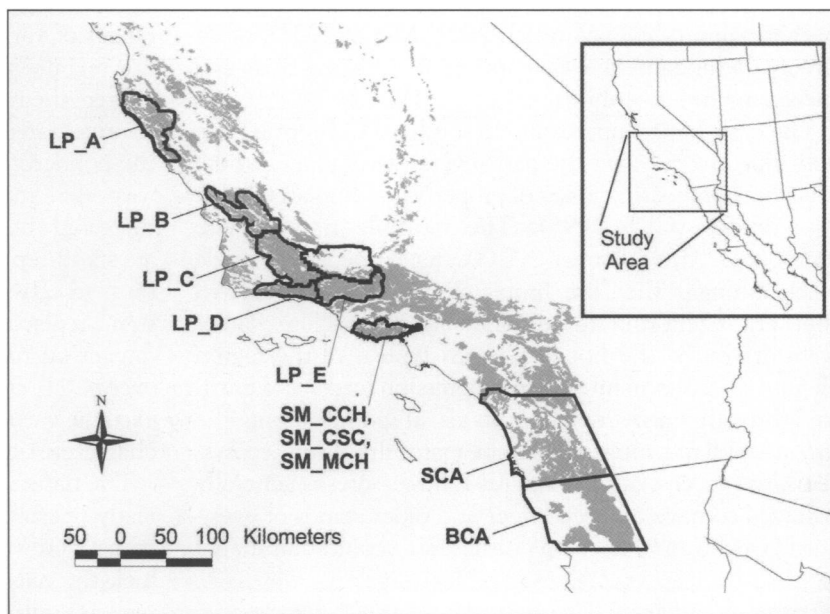 LP_A
LP_B
LP_C
LP_D
LP_E
SM_CCH,
SM_CSC,
SM_MCH
SCA
BCA
Study
Area
N
50 0 50 100 Kilometers